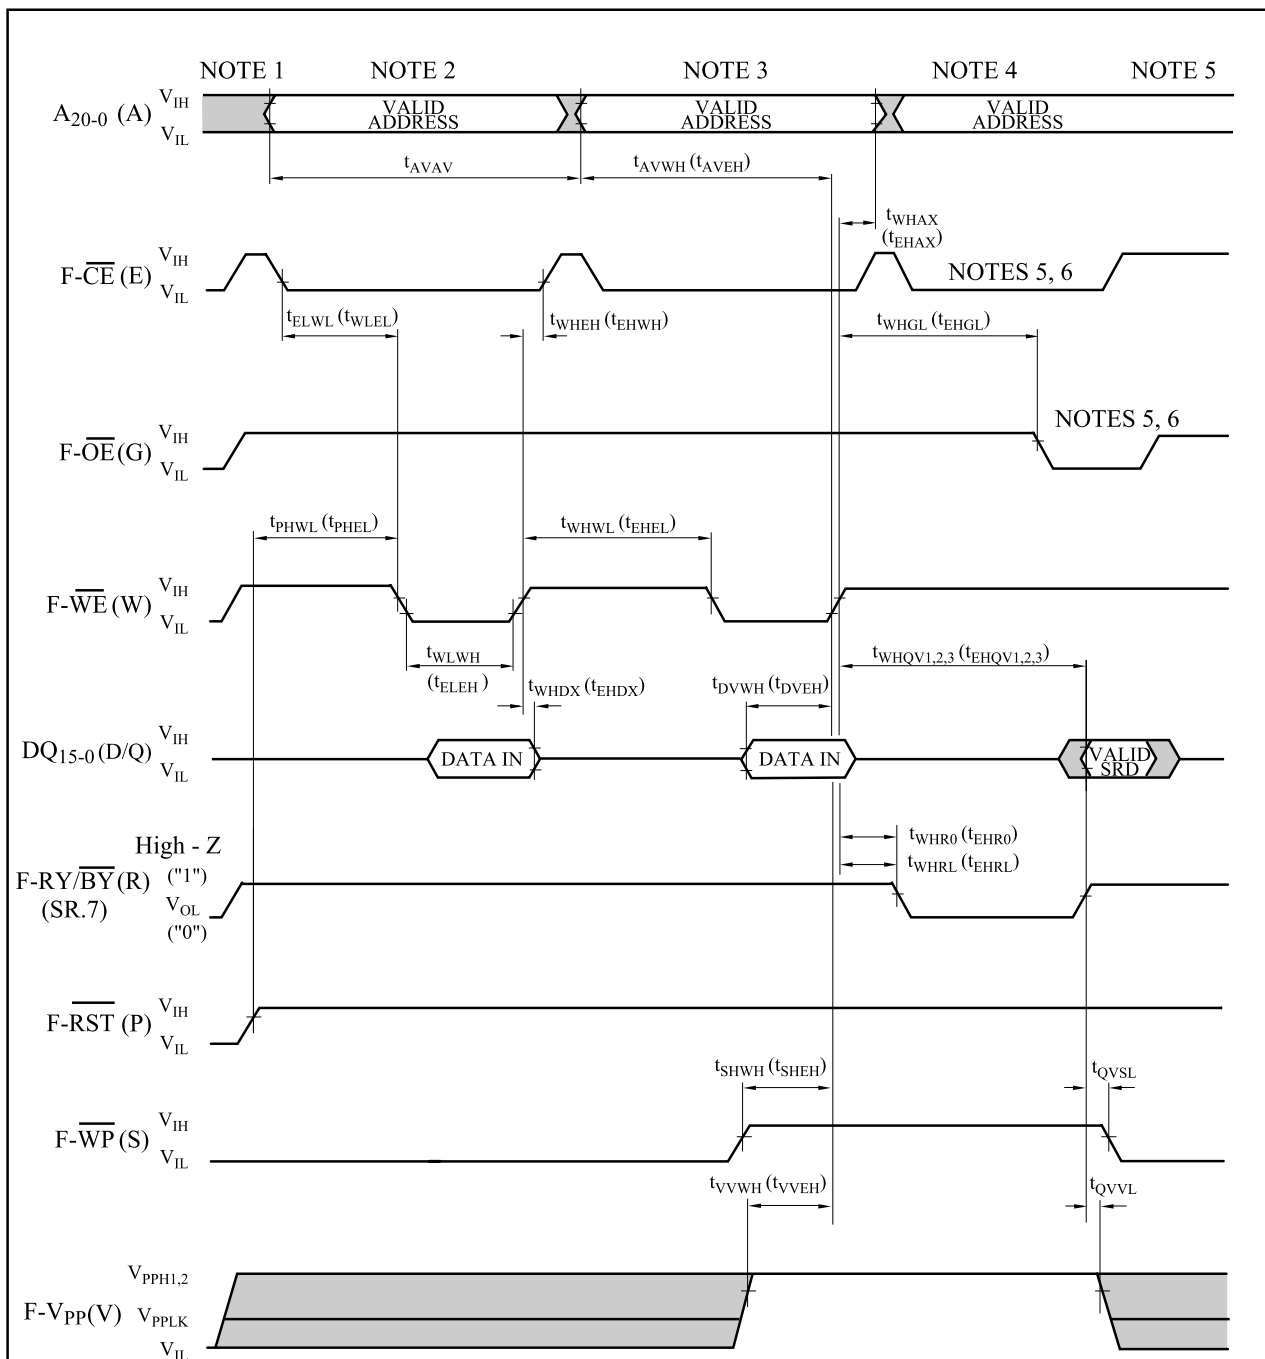 NOTE 1 NOTE 2 NOTE 3 NOTE 4 NOTE 5
A20-0 (A) VIH VALID ADDRESS VALID ADDRESS VALID ADDRESS
VIL
tAVAV tAVWH (tAVEH)
tWHAX
(tEHAX)
F-CE (E) VIH
VIL NOTES 5, 6
tELWL (tWLEL) tWHEH (tEHWH) tWHGL (tEHGL)
F-OE (G) VIH NOTES 5, 6
VIL
tPHWL (tPHEL) tWHWL (tEHEL)
F-WE (W) VIH
VIL
tWLWH
(tELEH)
tWHQV1,2,3 (tEHQV1,2,3)
tWHDX (tEHDX) tDVWH (tDVEH)
DQ15-0 (D/Q) VIH
VIL DATA IN DATA IN VALID SRD
High - Z
("1")
F-RY/BY (R)
(SR.7)
VOL
("0")
tWHR0 (tEHR0)
tWHRL (tEHRL)
F-RST (P) VIH
VIL
tSHWH (tSHEH) tQVSL
F-WP (S) VIH
VIL
tVVWH (tVVEH) tQVVL
VPPH1,2
F-VPP (V) VPPLK
VIL